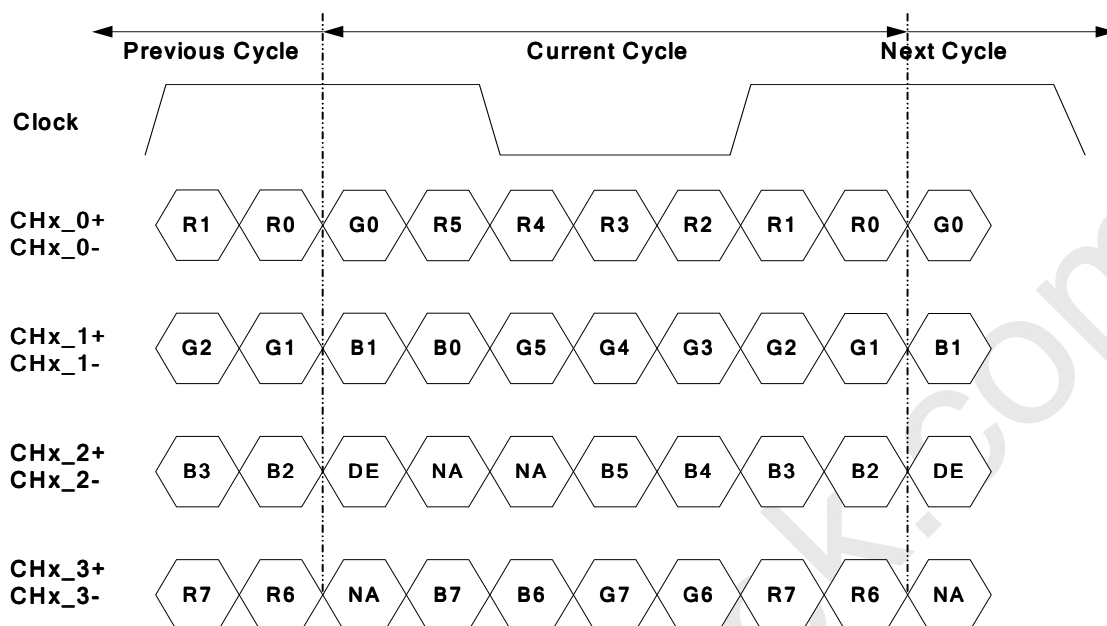 Previous Cycle Current Cycle Next Cycle
Clock
CHx_0+
CHx_0-
R1 R0 G0 R5 R4 R3 R2 R1 R0 G0
CHx_1+
CHx_1-
G2 G1 B1 B0 G5 G4 G3 G2 G1 B1
CHx_2+
CHx_2-
B3 B2 DE NA NA B5 B4 B3 B2 DE
CHx_3+
CHx_3-
R7 R6 NA B7 B6 G7 G6 R7 R6 NA